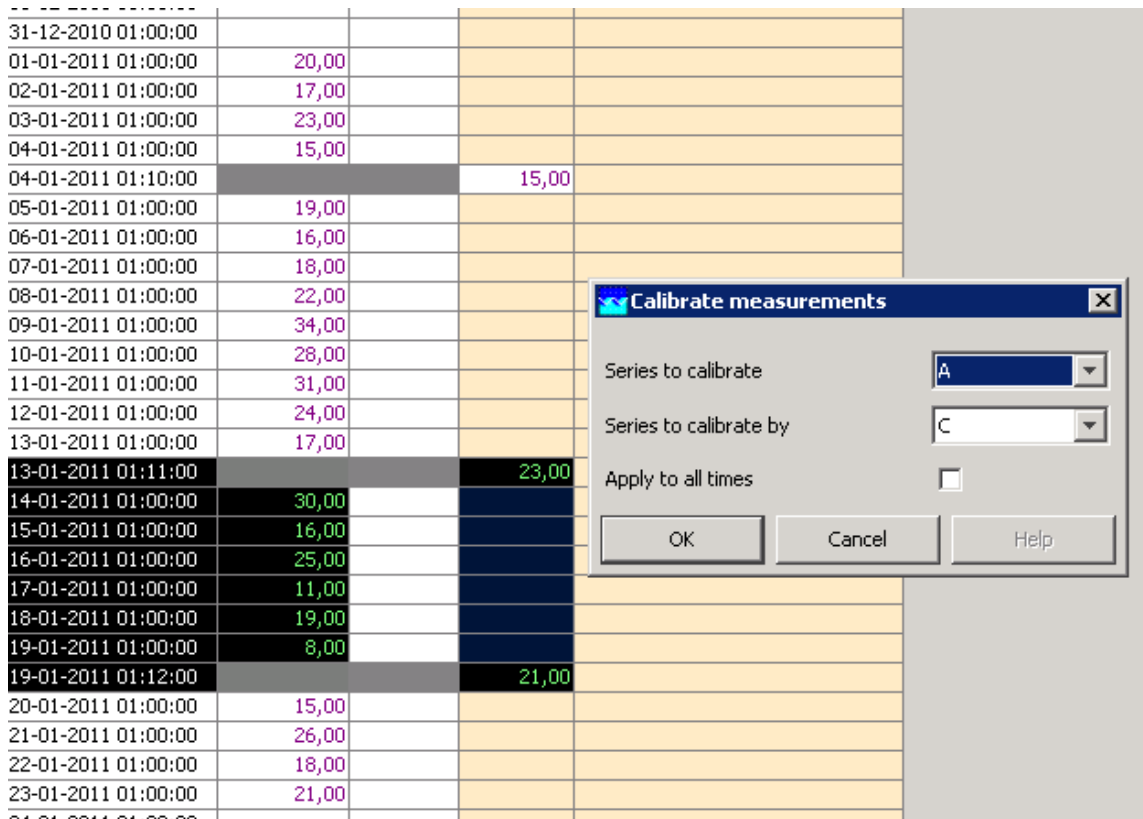 31-12-2010 01:00:00
01-01-2011 01:00:00 20,00
02-01-2011 01:00:00 17,00
03-01-2011 01:00:00 23,00
04-01-2011 01:00:00 15,00
04-01-2011 01:10:00 15,00
05-01-2011 01:00:00 19,00
06-01-2011 01:00:00 16,00
07-01-2011 01:00:00 18,00
08-01-2011 01:00:00 22,00
09-01-2011 01:00:00 34,00
10-01-2011 01:00:00 28,00
11-01-2011 01:00:00 31,00
12-01-2011 01:00:00 24,00
13-01-2011 01:00:00 17,00
13-01-2011 01:11:00 23,00
14-01-2011 01:00:00 30,00
15-01-2011 01:00:00 16,00
16-01-2011 01:00:00 25,00
17-01-2011 01:00:00 11,00
18-01-2011 01:00:00 19,00
19-01-2011 01:00:00 8,00
19-01-2011 01:12:00 21,00
20-01-2011 01:00:00 15,00
21-01-2011 01:00:00 26,00
22-01-2011 01:00:00 18,00
23-01-2011 01:00:00 21,00
Calibrate measurements
Series to calibrate A
Series to calibrate by C
Apply to all times
OK Cancel Help